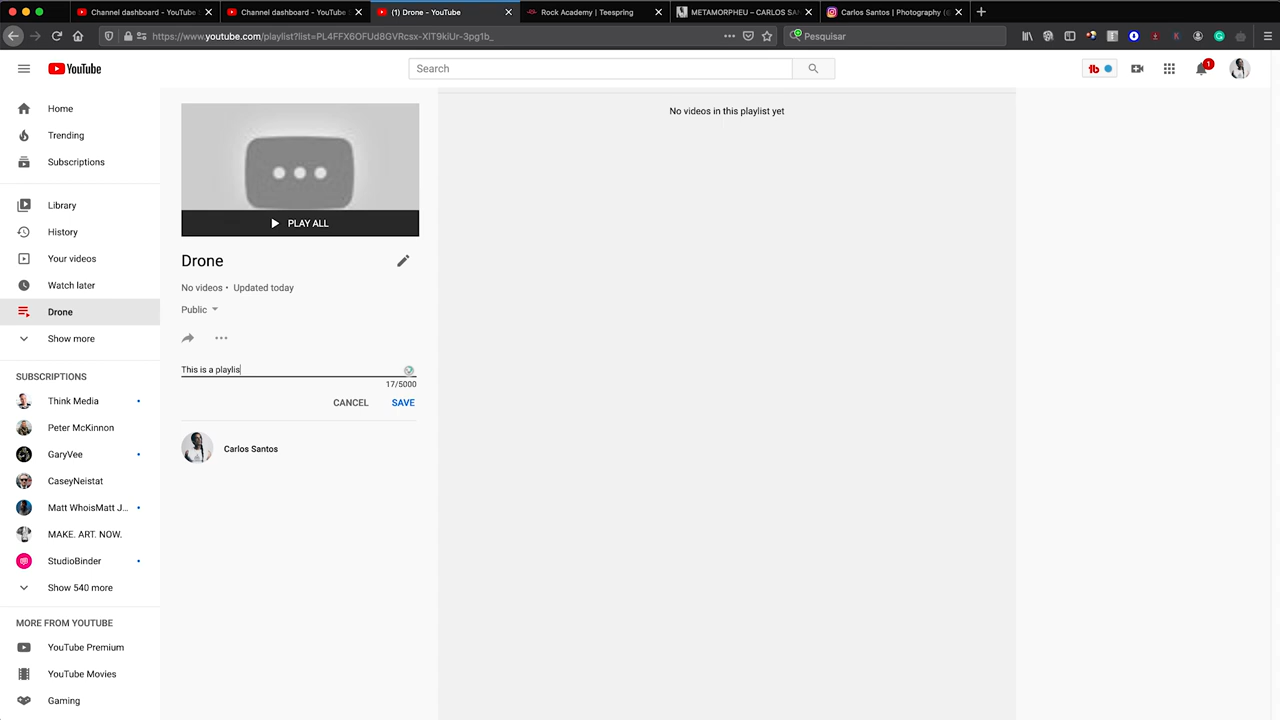 Channel dashboard - YouTube
Channel dashboard - YouTube
(1) Drone - YouTube
Rock Academy | Teespring
METAMORPHEU – CARLOS SAN
Carlos Santos | Photography (@
https://www.youtube.com/playlist?list=PL4FFX6OFUd8GVRcsx-XlT9kiUr-3pg1b_
Pesquisar
YouTube
Search
1
Home
Trending
Subscriptions
Library
History
Your videos
Watch later
Drone
Show more
SUBSCRIPTIONS
Think Media
Peter McKinnon
GaryVee
CaseyNeistat
Matt WhoisMatt J...
MAKE. ART. NOW.
StudioBinder
Show 540 more
MORE FROM YOUTUBE
YouTube Premium
YouTube Movies
Gaming
PLAY ALL
Drone
No videos • Updated today
Public
This is a playlis
17/5000
CANCEL SAVE
Carlos Santos
No videos in this playlist yet